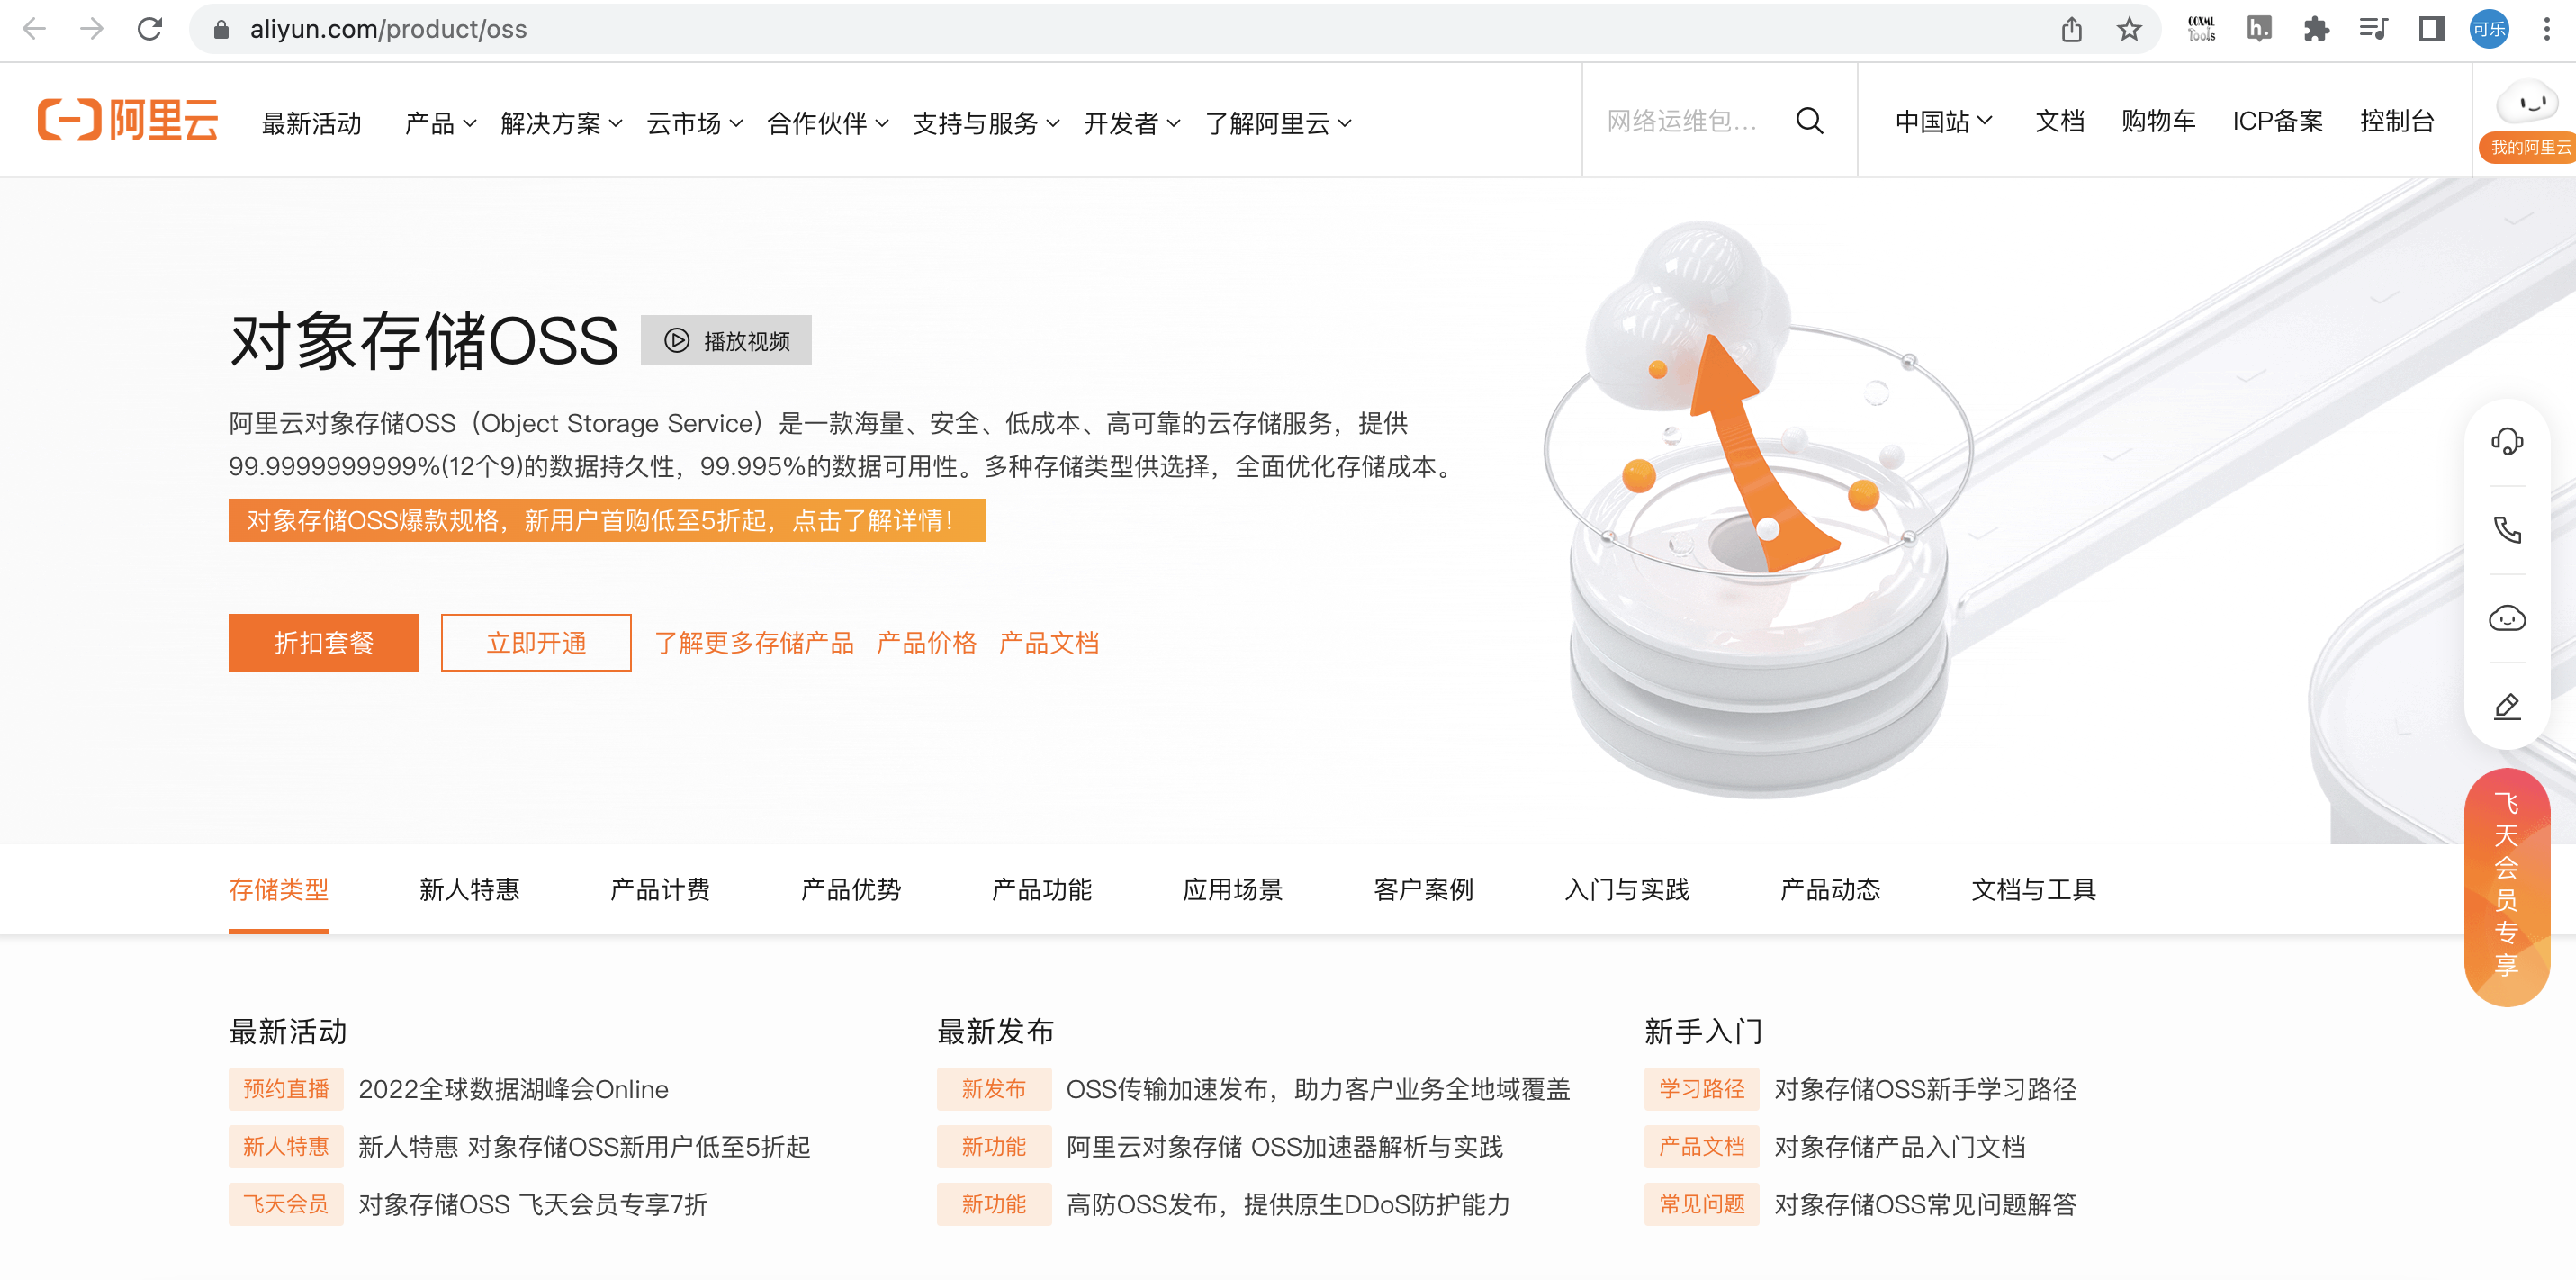 aliyun.com/product/oss
COXML Tools
h.
可乐
阿里云
最新活动 产品 解决方案 云市场 合作伙伴 支持与服务 开发者 了解阿里云
网络运维包...
中国站 文档 购物车 ICP备案 控制台
我的阿里云
对象存储OSS
播放视频
阿里云对象存储OSS（Object Storage Service）是一款海量、安全、低成本、高可靠的云存储服务，提供
99.9999999999%(12个9)的数据持久性，99.995%的数据可用性。多种存储类型供选择，全面优化存储成本。
对象存储OSS爆款规格，新用户首购低至5折起，点击了解详情！
折扣套餐 立即开通 了解更多存储产品 产品价格 产品文档
飞天会员专享
存储类型 新人特惠 产品计费 产品优势 产品功能 应用场景 客户案例 入门与实践 产品动态 文档与工具
最新活动
预约直播 2022全球数据湖峰会Online
新人特惠 新人特惠 对象存储OSS新用户低至5折起
飞天会员 对象存储OSS 飞天会员专享7折
最新发布
新发布 OSS传输加速发布，助力客户业务全地域覆盖
新功能 阿里云对象存储 OSS加速器解析与实践
新功能 高防OSS发布，提供原生DDoS防护能力
新手入门
学习路径 对象存储OSS新手学习路径
产品文档 对象存储产品入门文档
常见问题 对象存储OSS常见问题解答